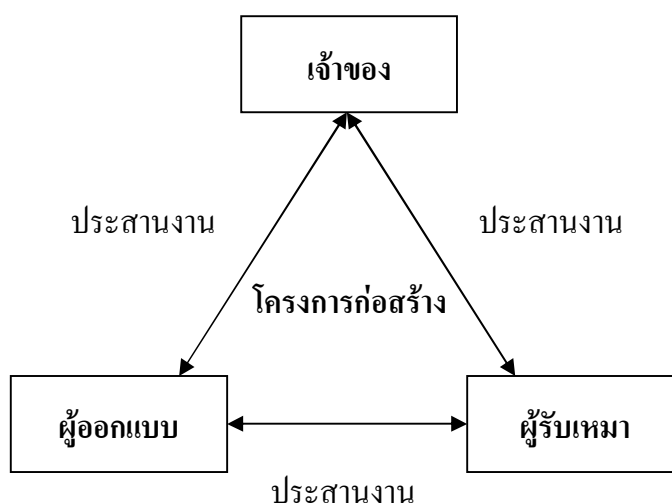 เจ้าของ
ประสานงาน
ประสานงาน
โครงการก่อสร้าง
ผู้ออกแบบ
ผู้รับเหมา
ประสานงาน